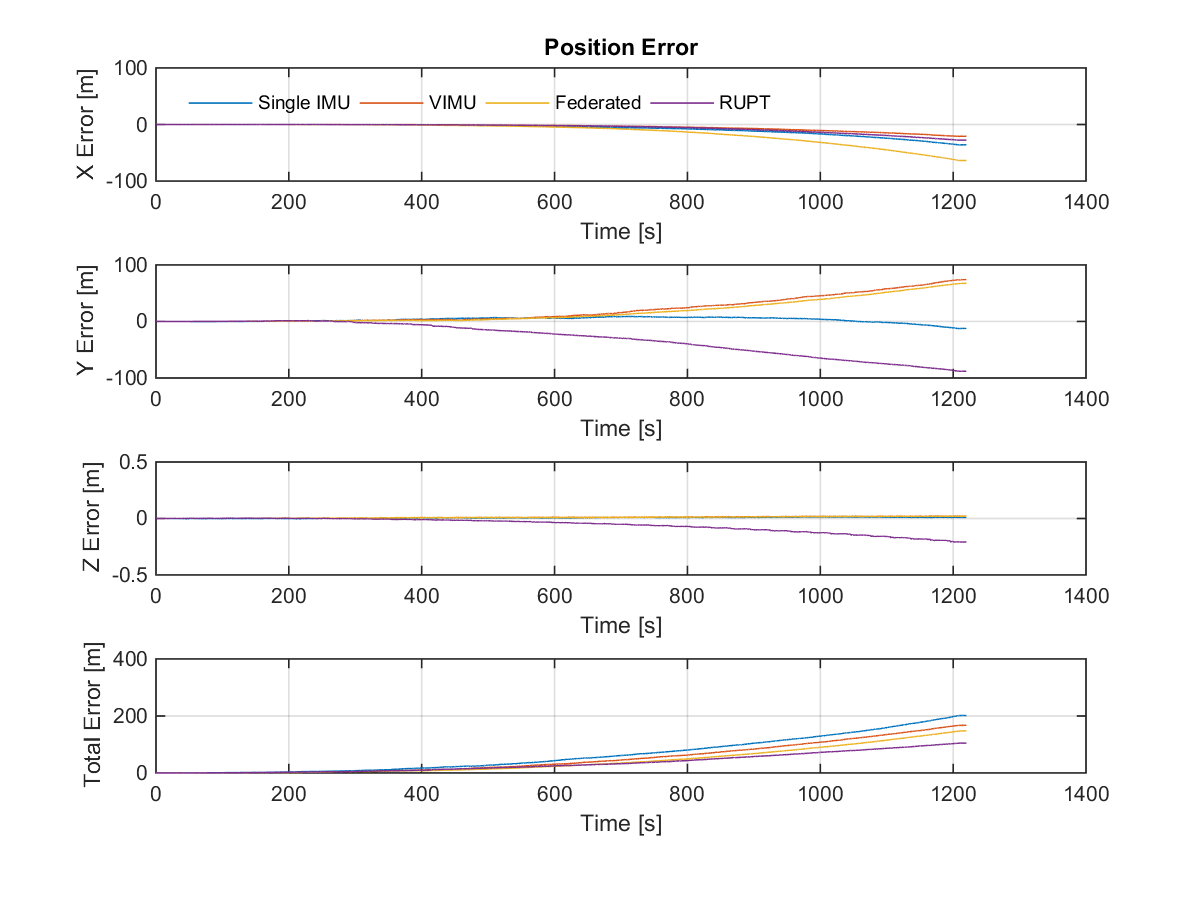 Position Error
X Error [m]
100
0
-100
Single IMU VIMU Federated RUPT
0 200 400 600 800 1000 1200 1400
Time [s]
Y Error [m]
100
0
-100
0 200 400 600 800 1000 1200 1400
Time [s]
Z Error [m]
0.5
0
-0.5
0 200 400 600 800 1000 1200 1400
Time [s]
Total Error [m]
400
200
0
0 200 400 600 800 1000 1200 1400
Time [s]